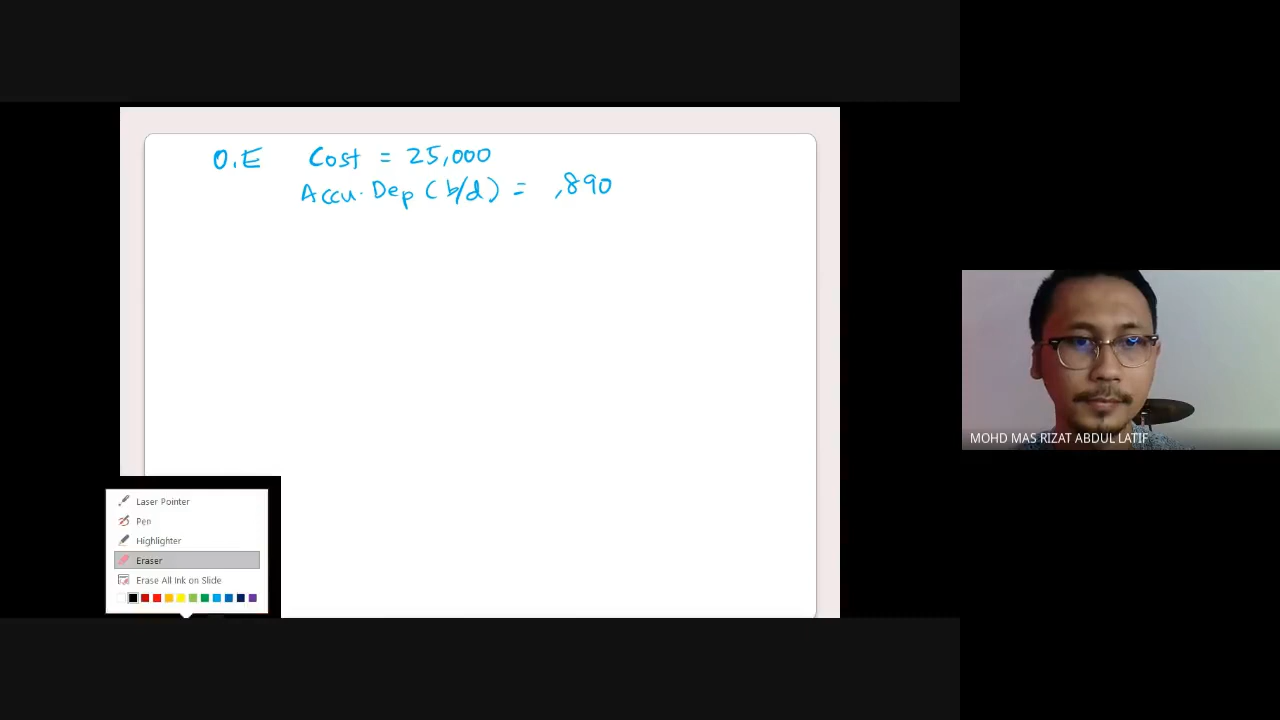 O.E Cost = 25,000
Accu. Dep (b/d) = ,890
Laser Pointer
Pen
Highlighter
Eraser
Erase All Ink on Slide
MOHD MAS RIZAT ABDUL LATIF